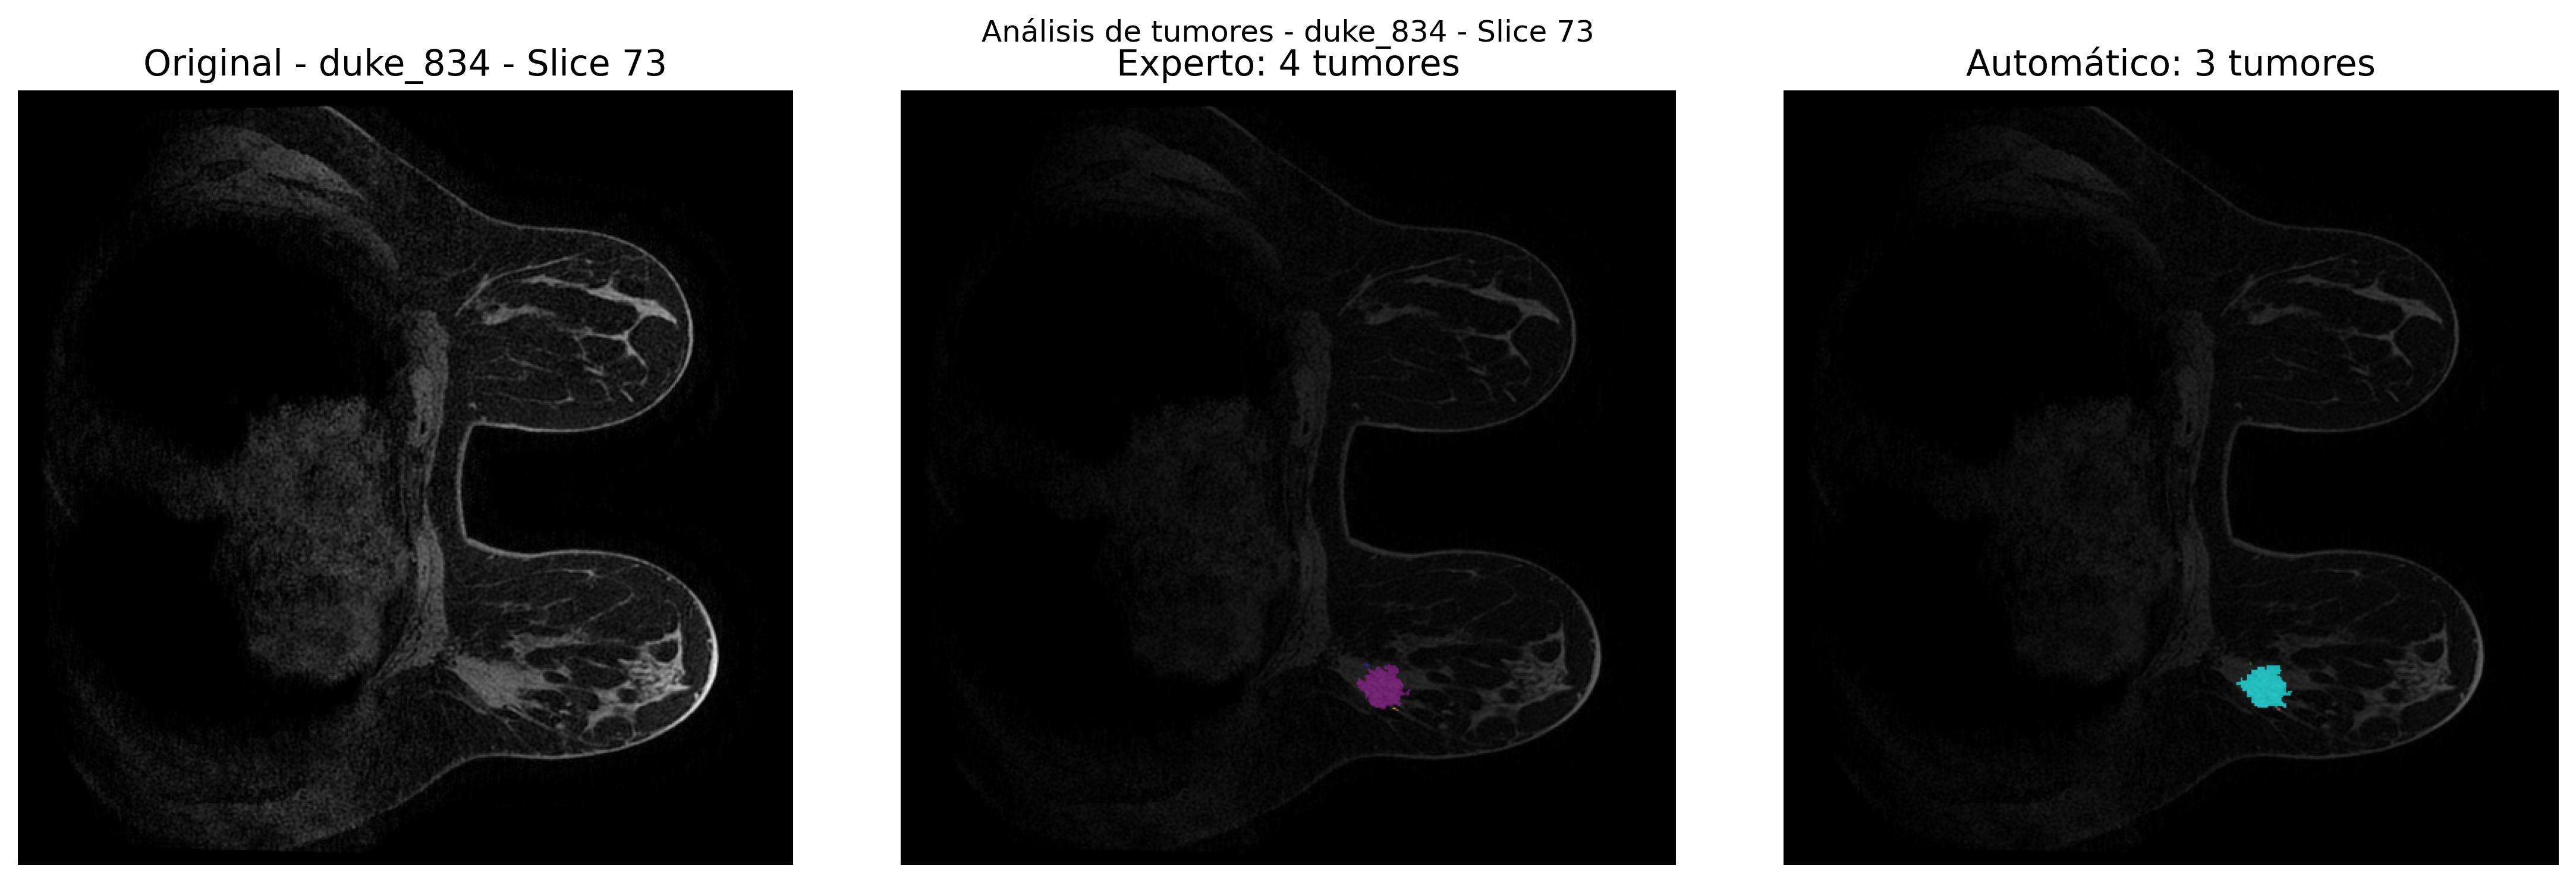 Análisis de tumores - duke_834 - Slice 73
Original - duke_834 - Slice 73
Experto: 4 tumores
Automático: 3 tumores